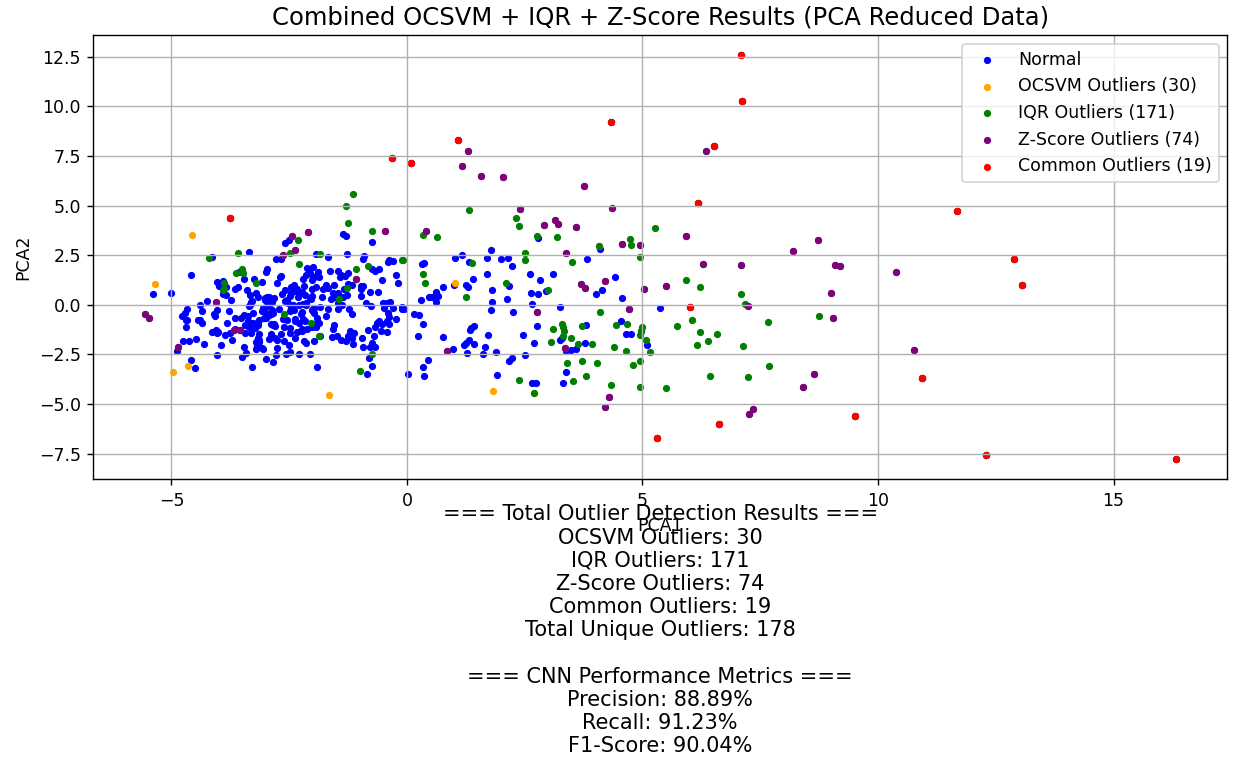 Combined OCSVM + IQR + Z-Score Results (PCA Reduced Data)
Normal
OCSVM Outliers (30)
IQR Outliers (171)
Z-Score Outliers (74)
Common Outliers (19)
PCA2
12.5
10.0
7.5
5.0
2.5
0.0
−2.5
−5.0
−7.5
−5
0
5
10
15
PCA1
=== Total Outlier Detection Results ===
OCSVM Outliers: 30
IQR Outliers: 171
Z-Score Outliers: 74
Common Outliers: 19
Total Unique Outliers: 178
=== CNN Performance Metrics ===
Precision: 88.89%
Recall: 91.23%
F1-Score: 90.04%